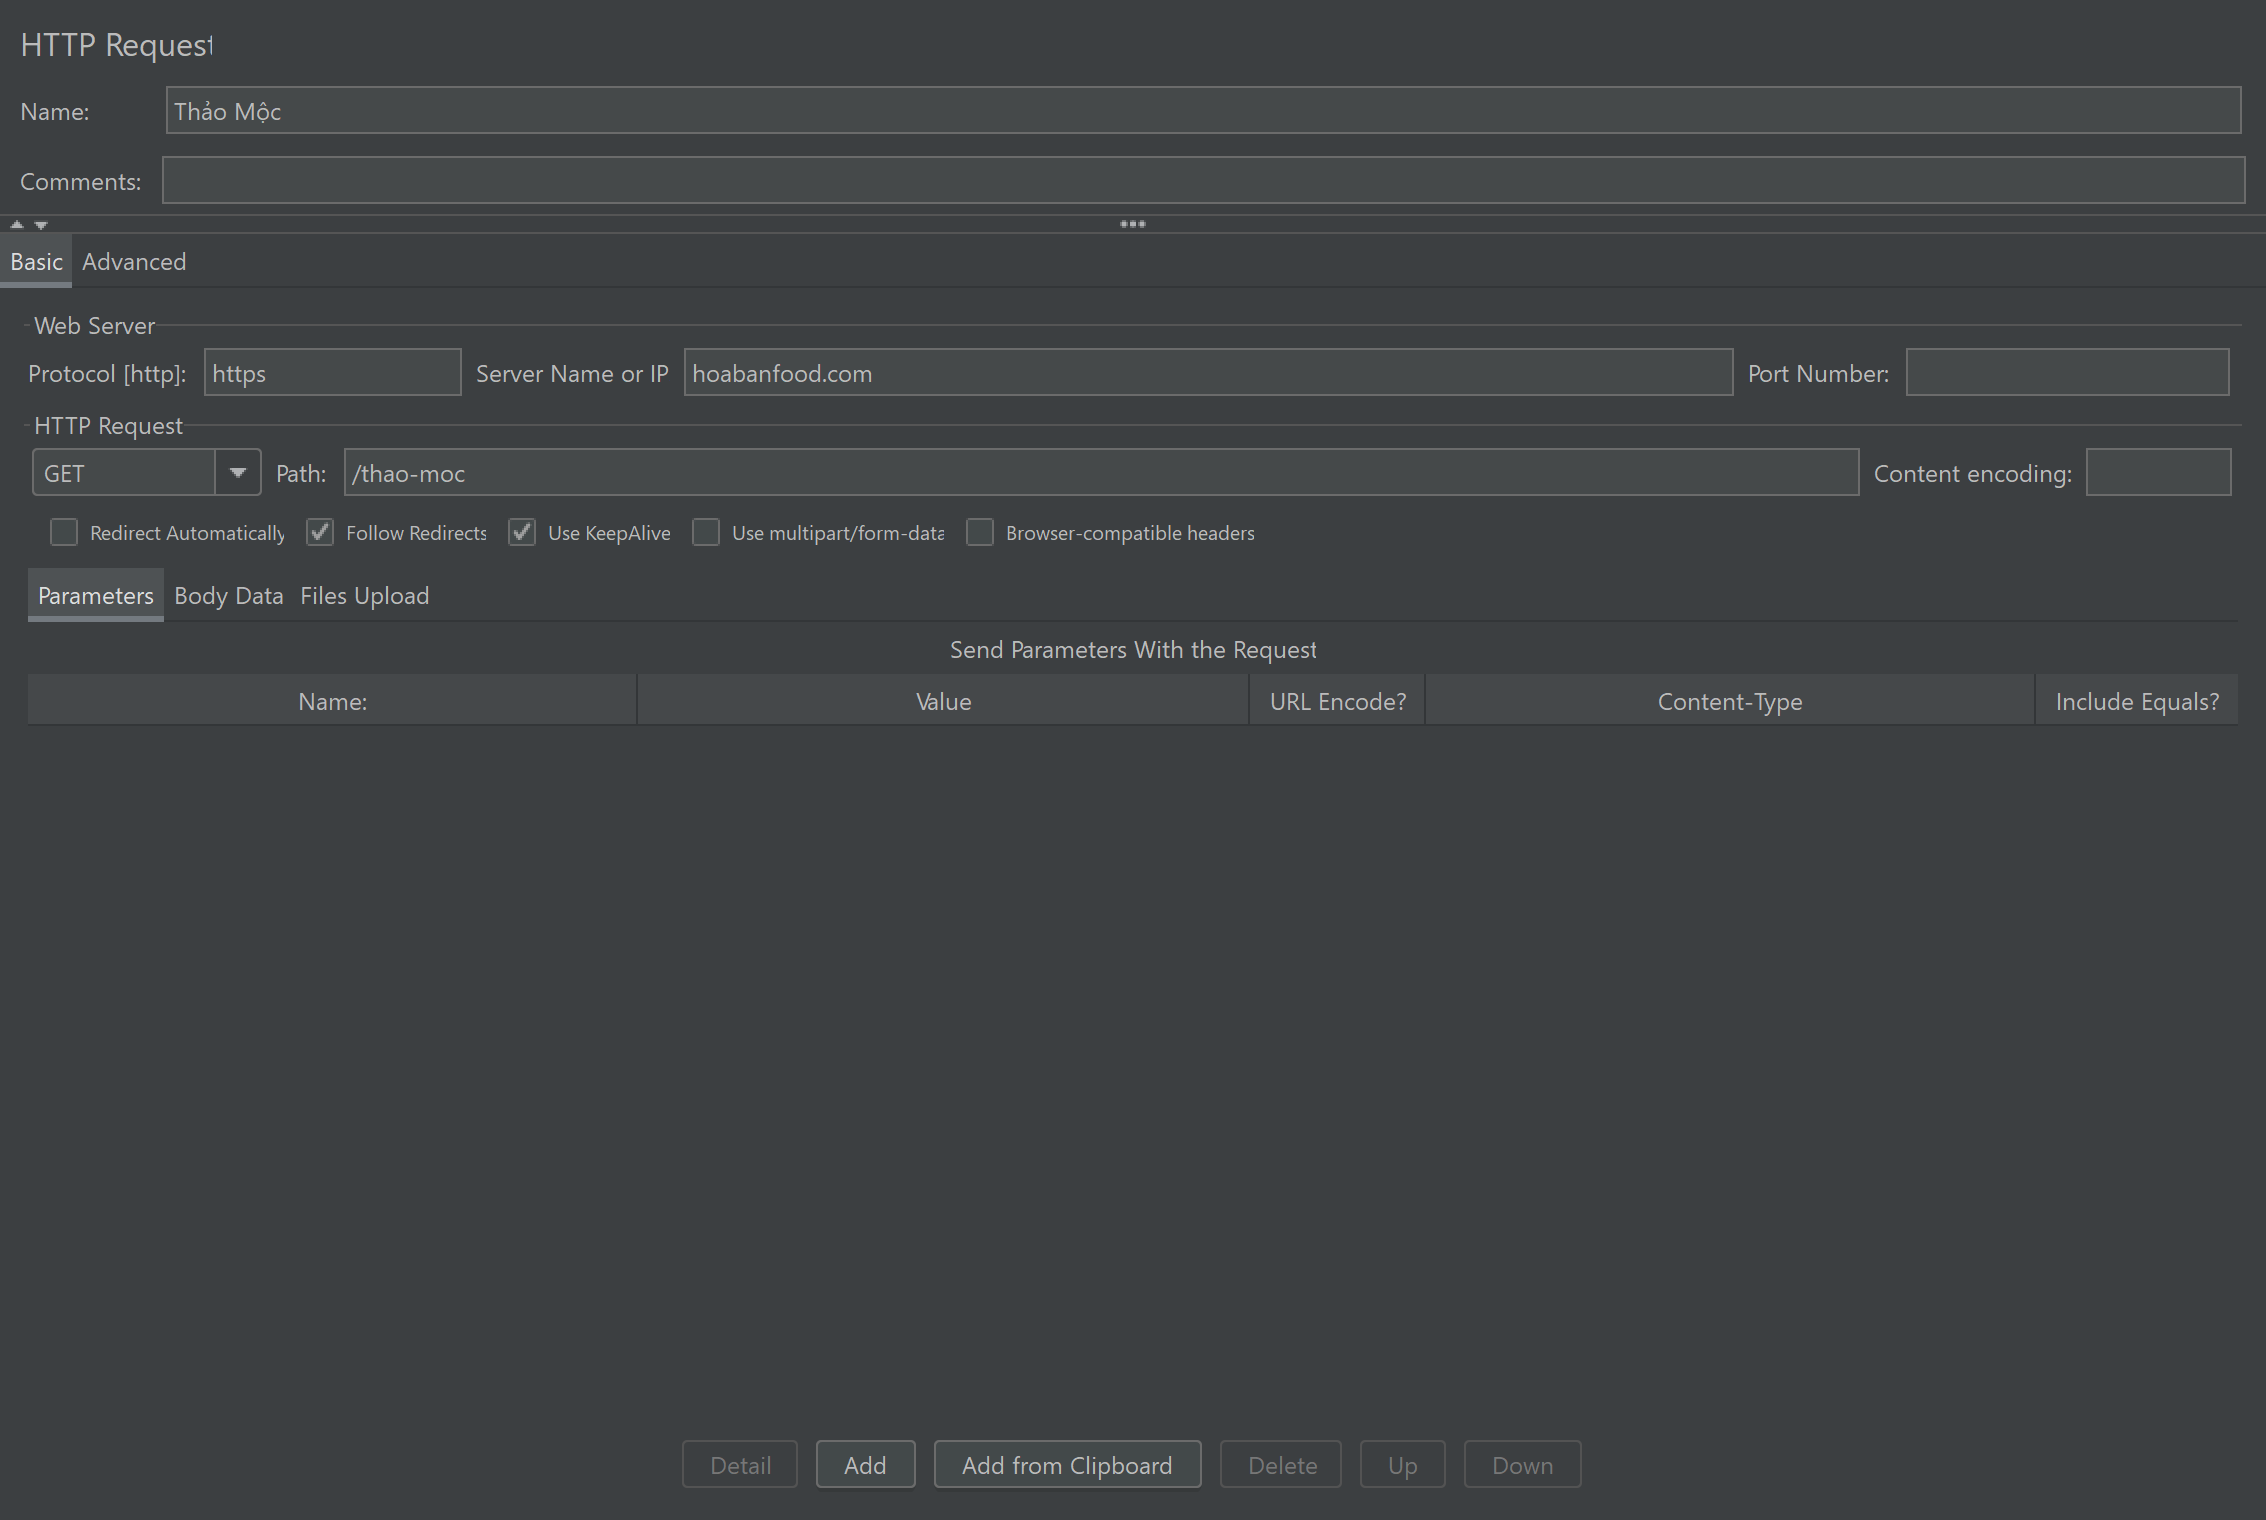 HTTP Request
Name: Thảo Mộc
Comments:
Basic Advanced
Web Server
Protocol [http]: https Server Name or IP hoabanfood.com Port Number:
HTTP Request
GET Path: /thao-moc Content encoding:
Redirect Automatically Follow Redirects Use KeepAlive Use multipart/form-data Browser-compatible headers
Parameters Body Data Files Upload
Send Parameters With the Request
Name: Value URL Encode? Content-Type Include Equals?
Detail Add Add from Clipboard Delete Up Down